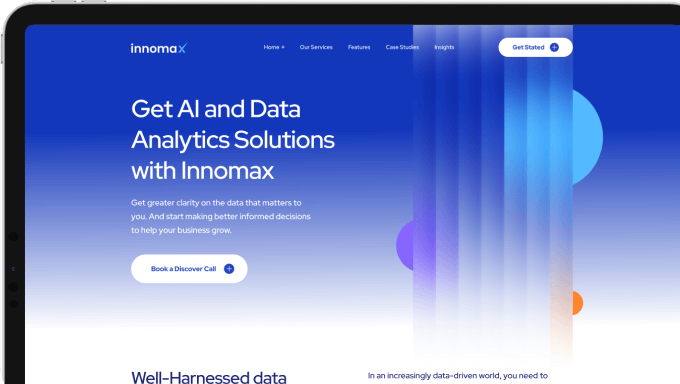 innomax
Home +
Our Services
Features
Case Studies
Insights
Get Stated
Get AI and Data
Analytics Solutions
with Innomax
Get greater clarity on the data that matters to
you. And start making better informed decisions
to help your business grow.
Book a Discover Call
Well-Harnessed data
In an increasingly data-driven world, you need to